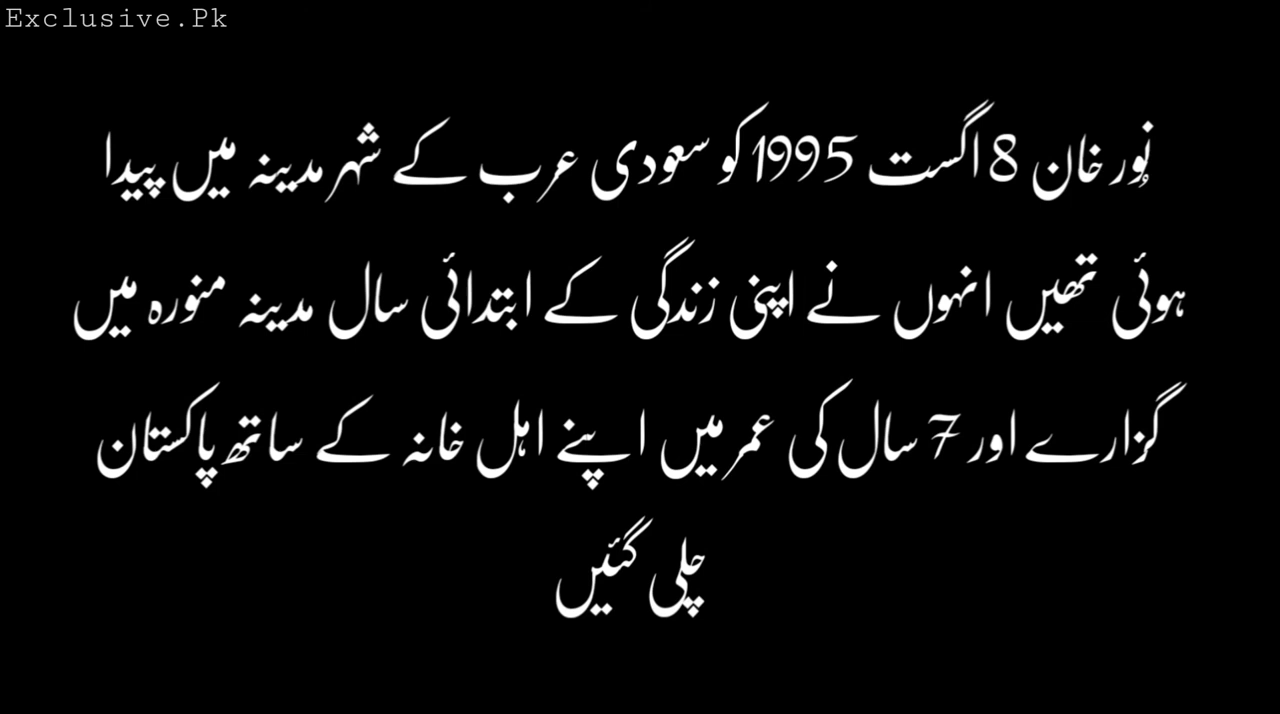 Exclusive.Pk
نُورخان 8 اگست 1995 کو سعودی عرب کے شہر مدینہ میں پیدا
ہوئی تھیں انہوں نے اپنی زندگی کے ابتدائی سال مدینہ منورہ میں
گزارے اور 7 سال کی عمر میں اپنے اہل خانہ کے ساتھ پاکستان
چلی گئیں